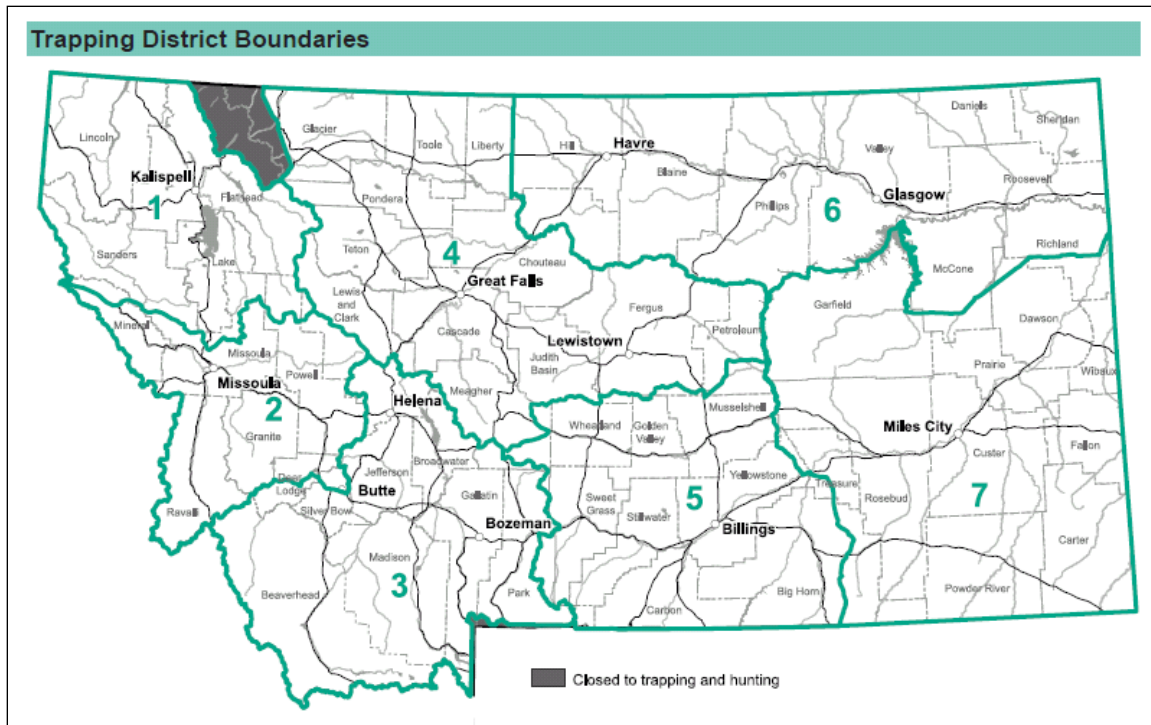 Trapping District Boundaries
Daniels
Sheridan
Lincoln
Glacier
Toole
Liberty
Hill
Havre
Valley
Blaine
Kalispell
Roosevelt
Flathead
Pondera
Phillips
Glasgow
1
6
4
Sanders
Lake
Teton
Chouteau
Richland
McCone
Great Falls
Lewis
and
Clark
Garfield
Fergus
Mineral
Cascade
Petroleum
Dawson
Missoula
Lewistown
Judith
Basin
Powell
Prairie
Wibaux
Missoula
Meagher
Helena
Musselshell
2
Wheatland
Golden
Valley
Miles City
Granite
Fallon
Broadwater
Custer
Jefferson
Deer
Lodge
Yellowstone
Treasure
Butte
Gallatin
Sweet
Grass
5
Rosebud
7
Ravalli
Silver Bow
Stillwater
Bozeman
Billings
Carter
Madison
3
Beaverhead
Park
Big Horn
Powder River
Carbon
Closed to trapping and hunting